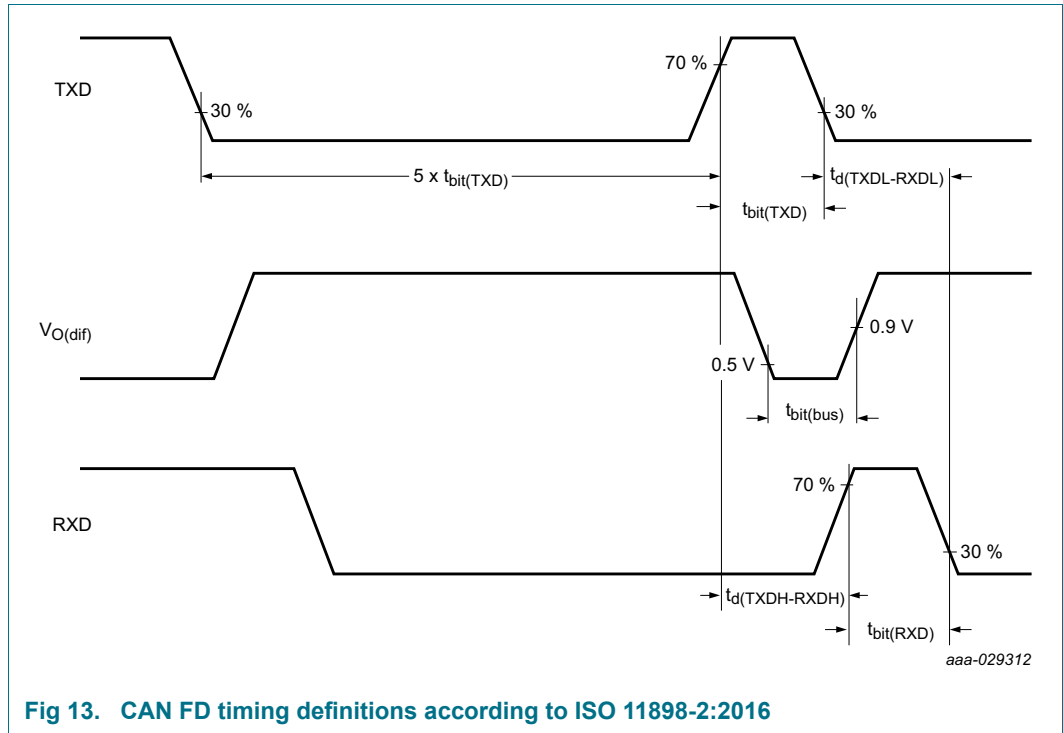 TXD
70 %
30 %
30 %
5 x tbit(TXD)
td(TXDL-RXDL)
tbit(TXD)
VO(dif)
0.9 V
0.5 V
tbit(bus)
70 %
RXD
30 %
td(TXDH-RXDH)
tbit(RXD)
aaa-029312
Fig 13. CAN FD timing definitions according to ISO 11898-2:2016